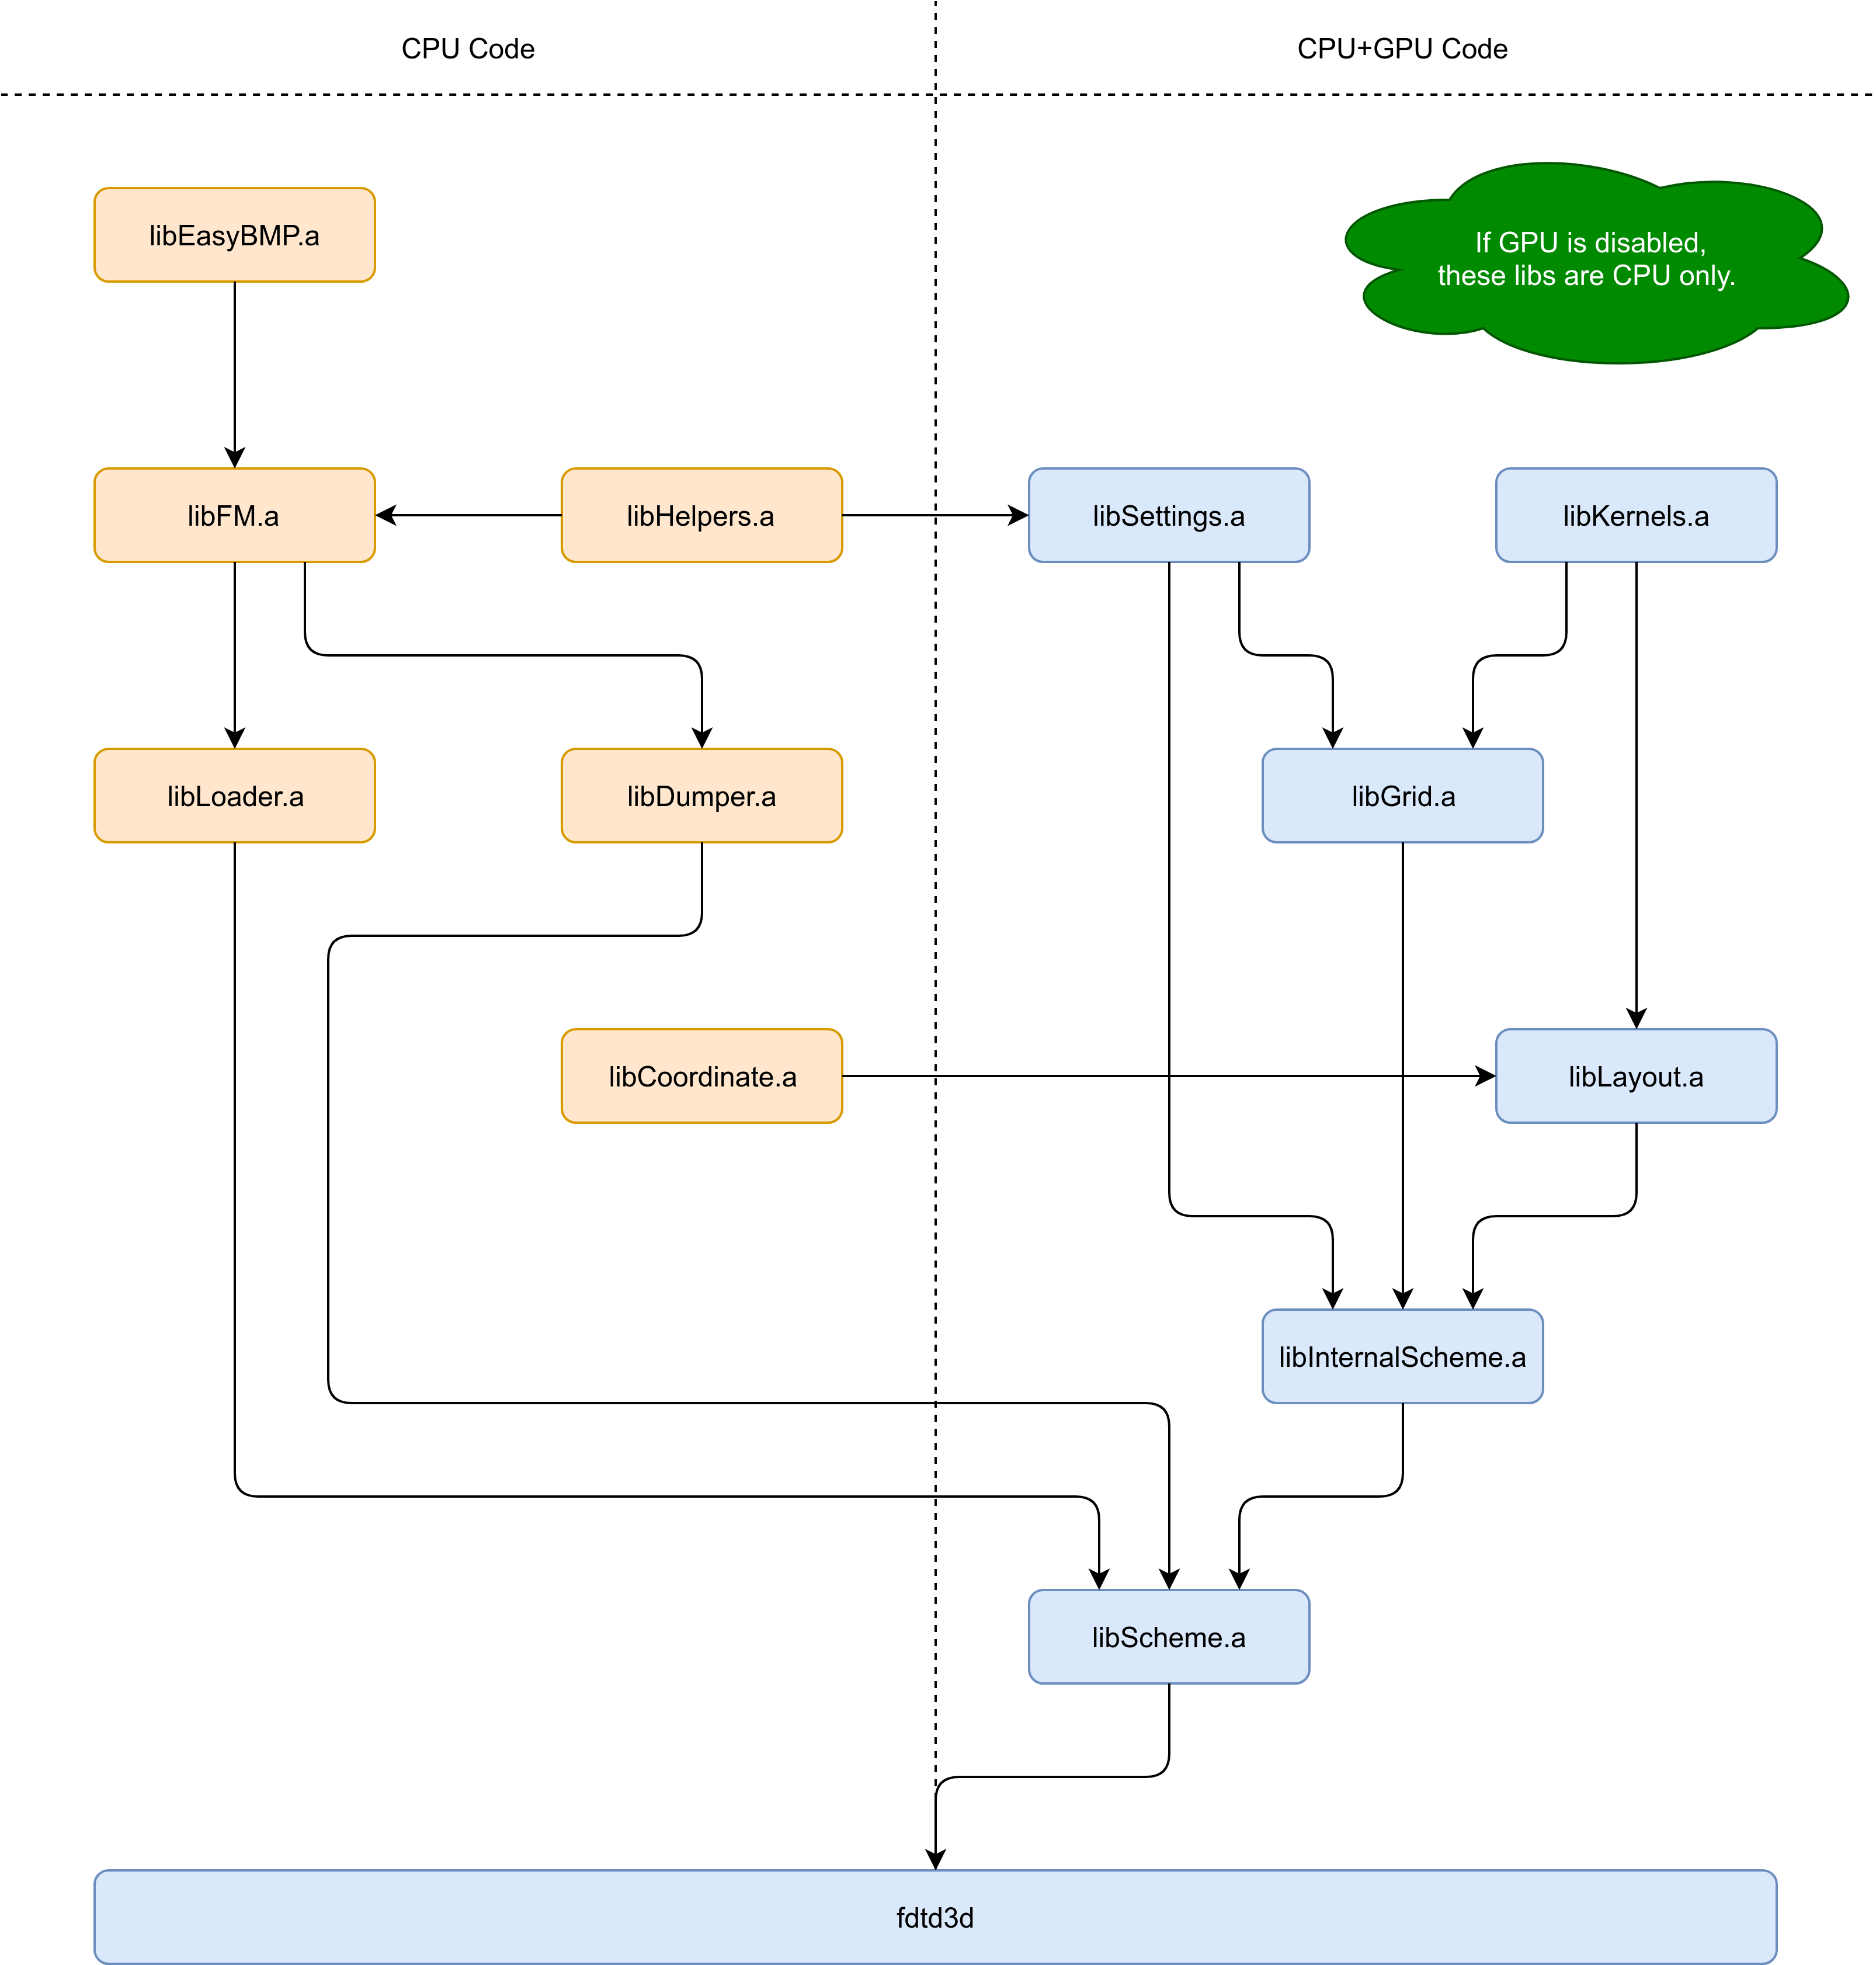 CPU Code
CPU+GPU Code
If GPU is disabled,
these libs are CPU only.
libEasyBMP.a
libFM.a
libHelpers.a
libSettings.a
libKernels.a
libLoader.a
libDumper.a
libGrid.a
libCoordinate.a
libLayout.a
libInternalScheme.a
libScheme.a
fdtd3d